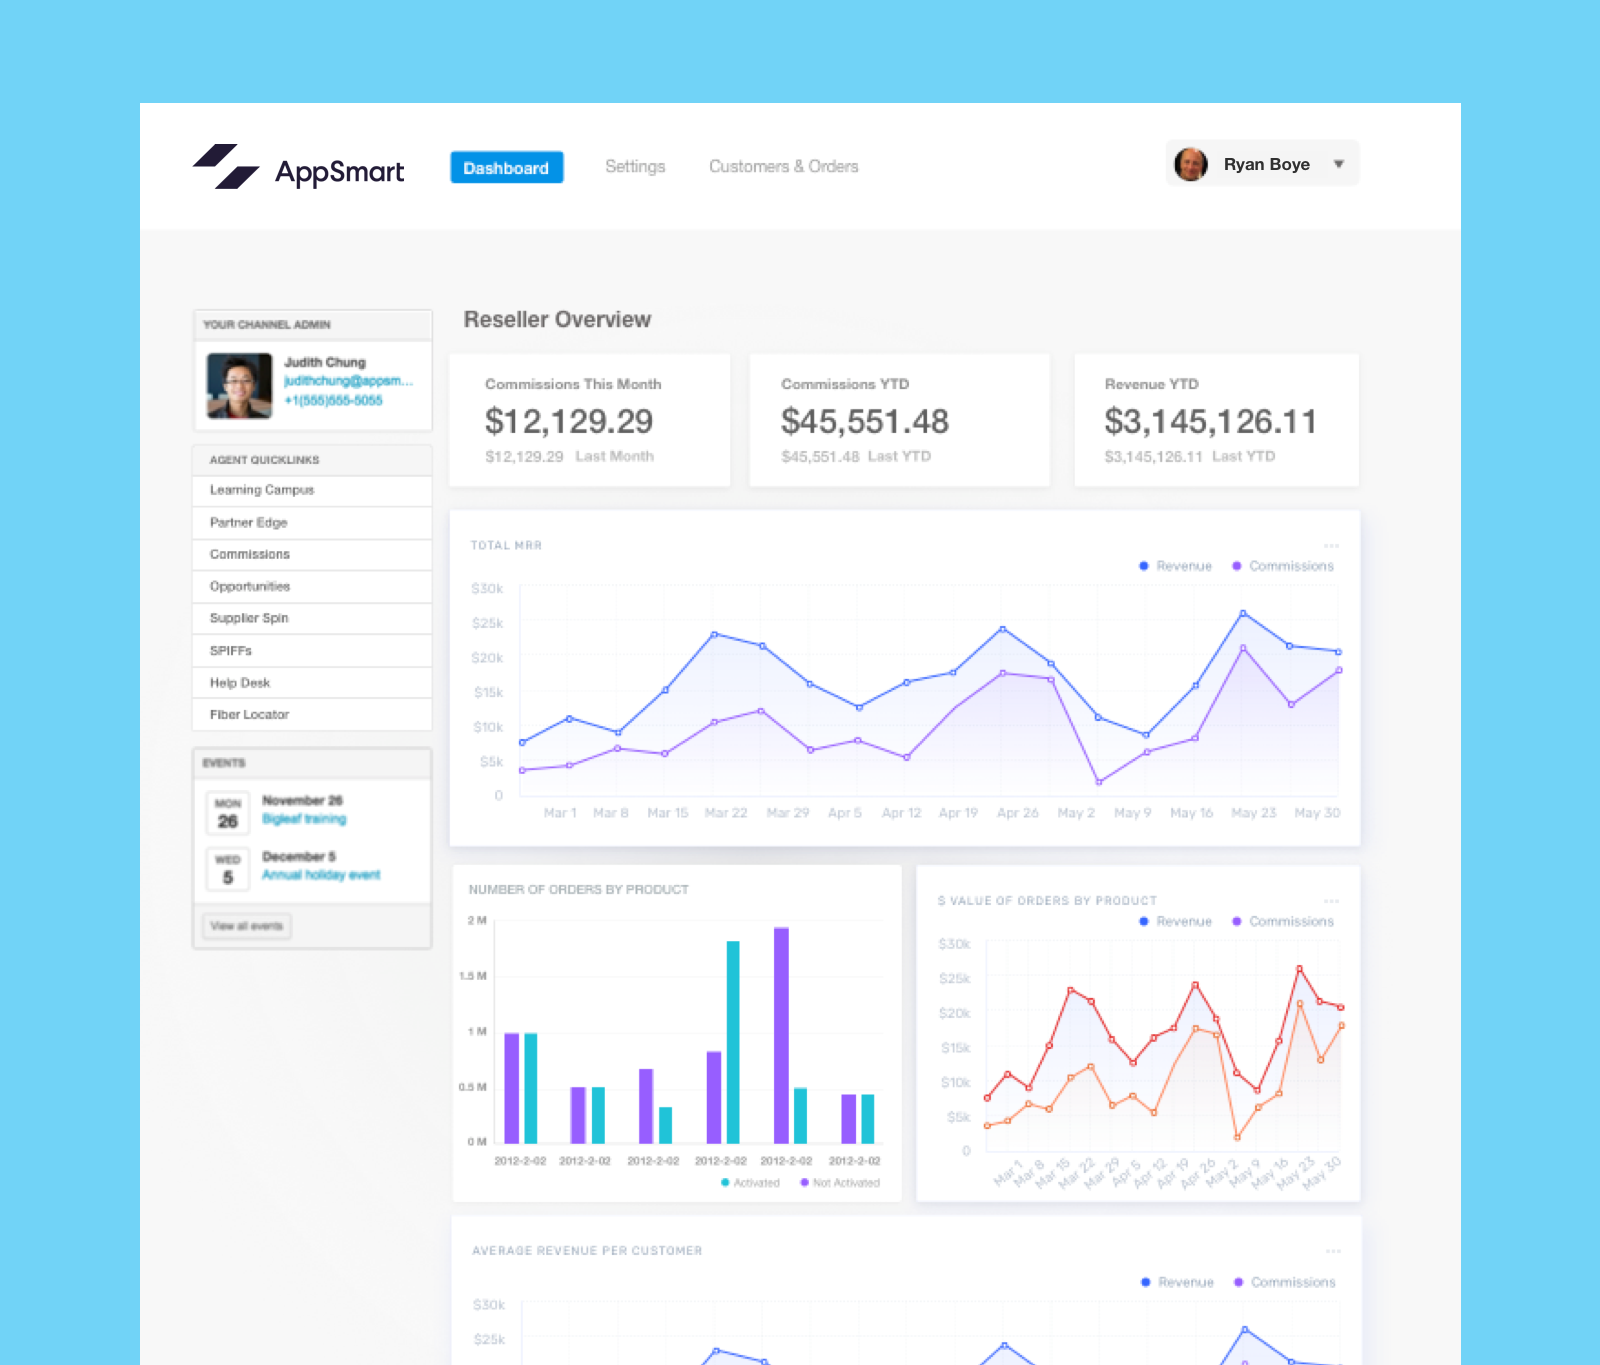 AppSmart
Dashboard
Settings
Customers & Orders
Ryan Boye
YOUR CHANNEL ADMIN
Judith Chung
judithchung@appsm...
+1(555)555-5055
AGENT QUICKLINKS
Learning Campus
Partner Edge
Commissions
Opportunities
Supplier Spin
SPIFFs
Help Desk
Fiber Locator
EVENTS
MON
26
November 26
Bigleaf training
WED
5
December 5
Annual holiday event
View all events
Reseller Overview
Commissions This Month
$12,129.29
$12,129.29 Last Month
Commissions YTD
$45,551.48
$45,551.48 Last YTD
Revenue YTD
$3,145,126.11
$3,145,126.11 Last YTD
TOTAL MRR
Revenue Commissions
$30k
$25k
$20k
$15k
$10k
$5k
0
Mar 1 Mar 8 Mar 15 Mar 22 Mar 29 Apr 5 Apr 12 Apr 19 Apr 26 May 2 May 9 May 16 May 23 May 30
NUMBER OF ORDERS BY PRODUCT
2 M
1.5 M
1 M
0.5 M
0 M
2012-2-02 2012-2-02 2012-2-02 2012-2-02 2012-2-02 2012-2-02
Activated Not Activated
$ VALUE OF ORDERS BY PRODUCT
Revenue Commissions
$30k
$25k
$20k
$15k
$10k
$5k
0
Mar 1 Mar 8 Mar 15 Mar 22 Mar 29 Apr 5 Apr 12 Apr 19 Apr 26 May 2 May 9 May 16 May 23 May 30
AVERAGE REVENUE PER CUSTOMER
Revenue Commissions
$30k
$25k